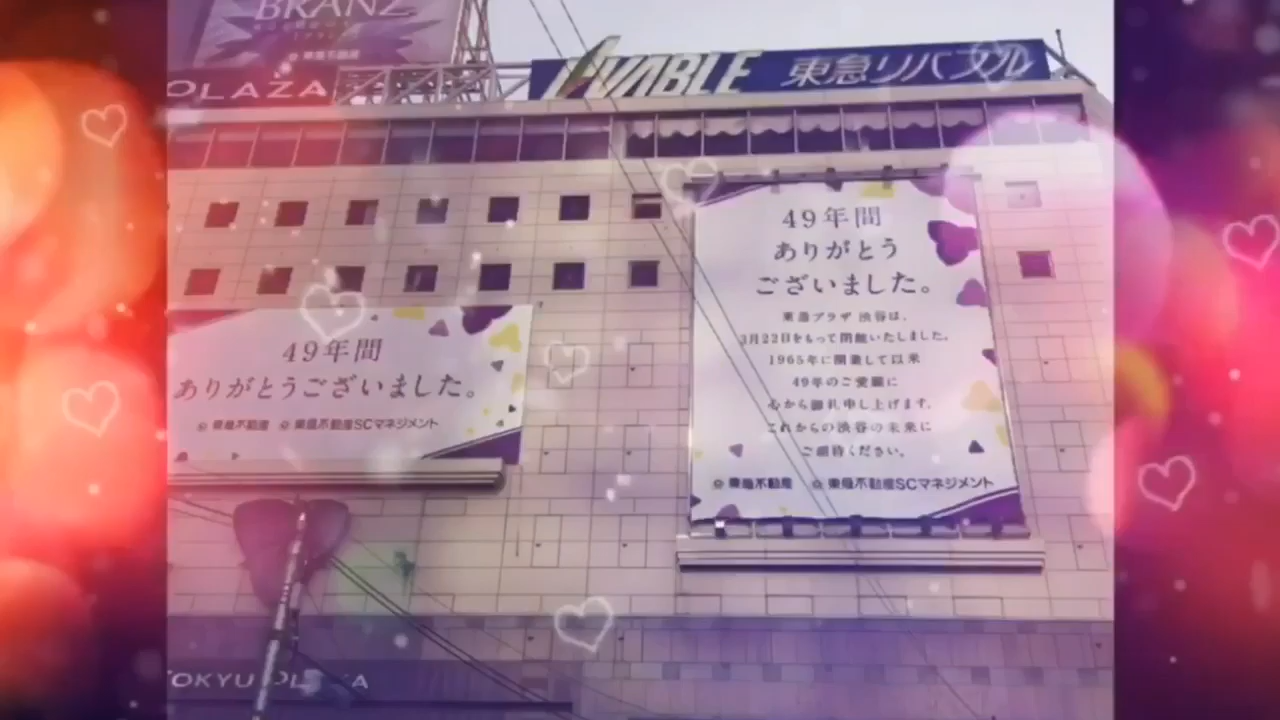 BRANZ
東急不動産
PLAZA
LIVABLE 東急リバブル
49年間
ありがとうございました。
東急不動産 東急不動産SCマネジメント
49年間
ありがとう
ございました。
東急プラザ 渋谷は、
3月22日をもって閉館いたしました。
1965年に開業して以来
49年のご愛顧に
心から御礼申し上げます。
これからの渋谷の未来に
ご期待ください。
東急不動産 東急不動産SCマネジメント
TOKYU PLAZA